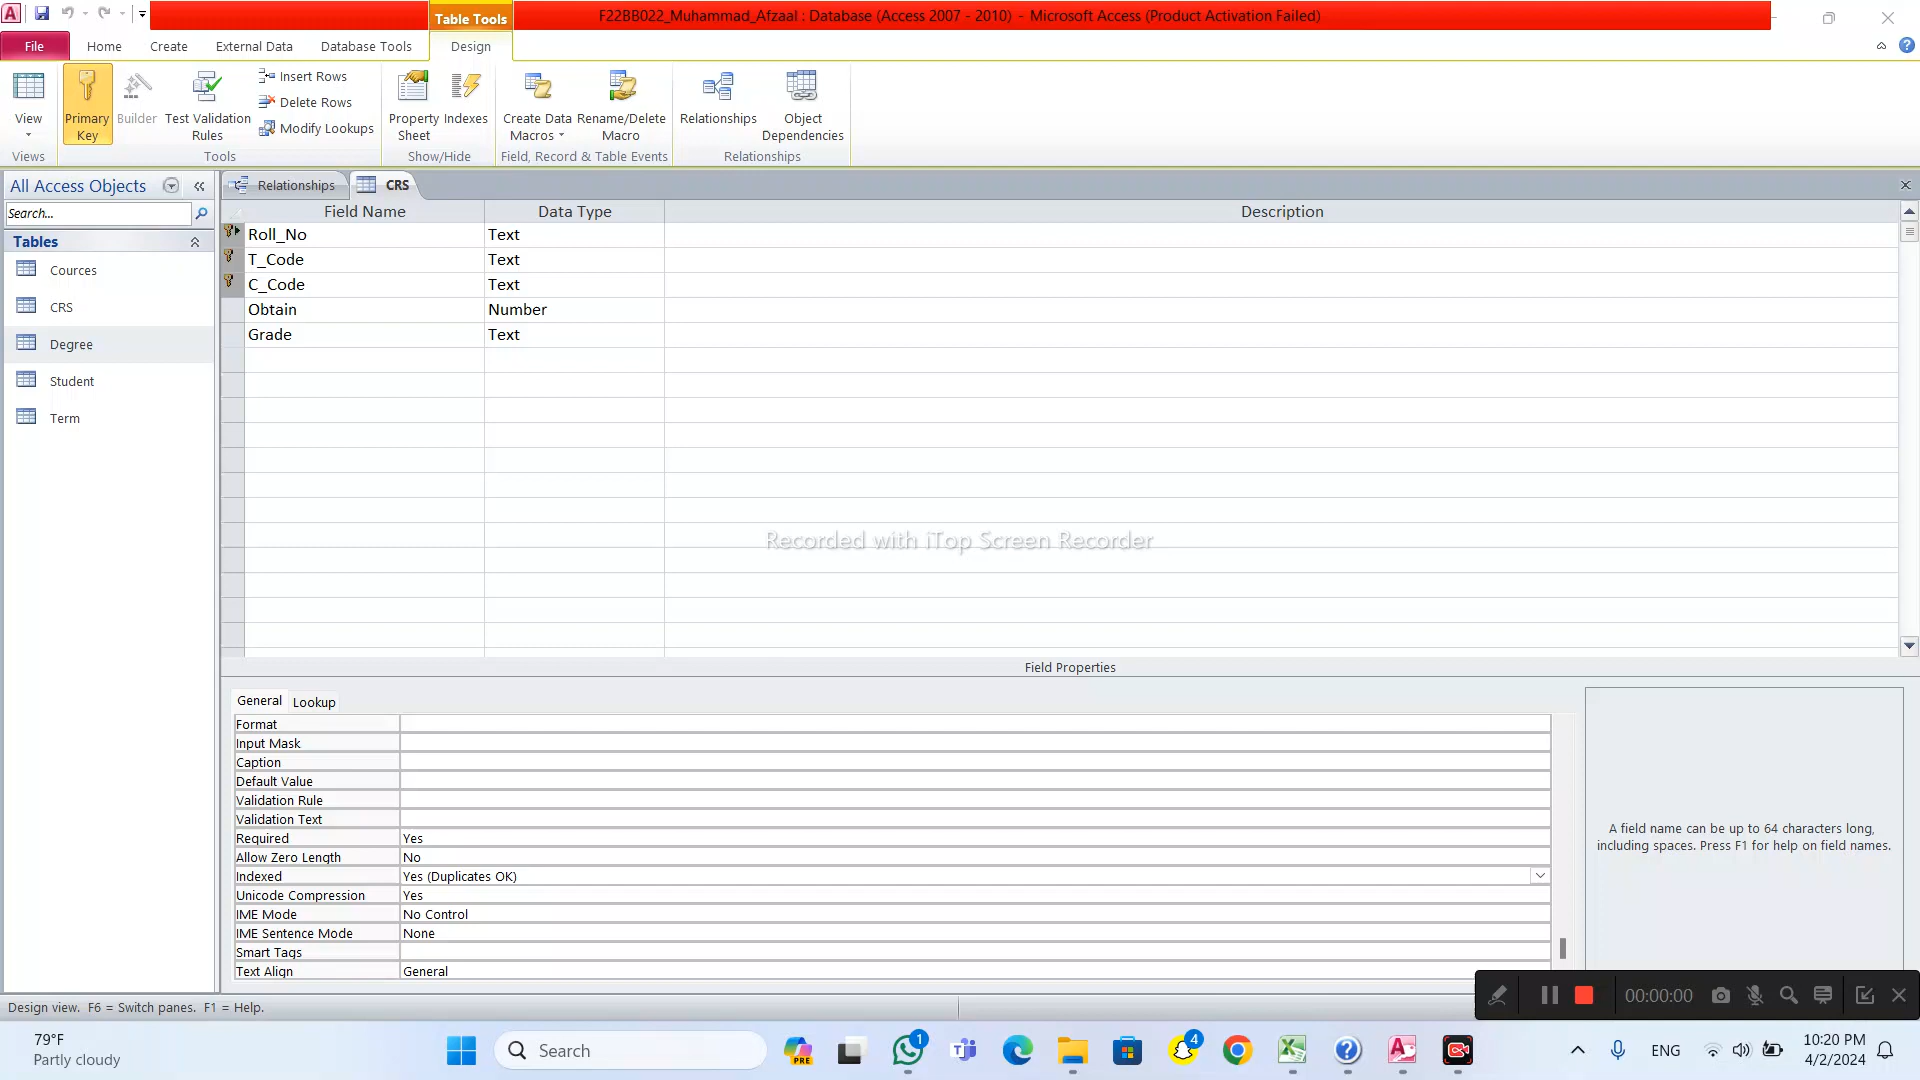 Table Tools
F22BB022_Muhammad_Afzaal : Database (Access 2007 - 2010) - Microsoft Access (Product Activation Failed)
File
Home
Create
External Data
Database Tools
Design
View
Primary Key
Builder
Test Validation Rules
Insert Rows
Delete Rows
Modify Lookups
Property Sheet
Indexes
Create Data Macros
Rename/Delete Macro
Relationships
Object Dependencies
Views
Tools
Show/Hide
Field, Record & Table Events
Relationships
All Access Objects
Search...
Tables
Cources
CRS
Degree
Student
Term
Relationships
CRS
Field Name
Data Type
Description
Roll_No
Text
T_Code
Text
C_Code
Text
Obtain
Number
Grade
Text
Recorded with iTop Screen Recorder
Field Properties
General
Lookup
Format
Input Mask
Caption
Default Value
Validation Rule
Validation Text
Required Yes
Allow Zero Length No
Indexed Yes (Duplicates OK)
Unicode Compression Yes
IME Mode No Control
IME Sentence Mode None
Smart Tags
Text Align General
A field name can be up to 64 characters long,
including spaces. Press F1 for help on field names.
00:00:00
Design view. F6 = Switch panes. F1 = Help.
79°F
Partly cloudy
Search
PRE
1
4
ENG
10:20 PM
4/2/2024